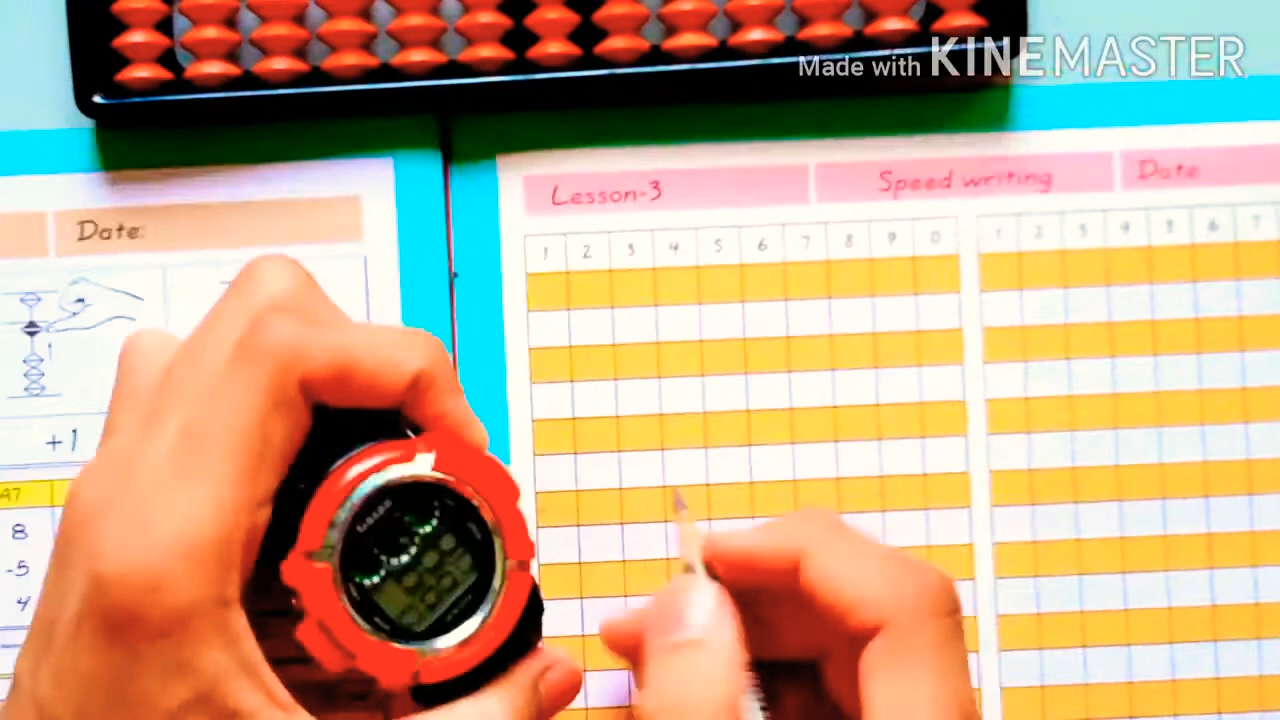 Made with KINEMASTER
Date:
+1
A7
8
-5
4
Lesson-3 Speed writing Date
1 2 3 4 5 6 7 8 9 0 1 2 3 4 5 6 7